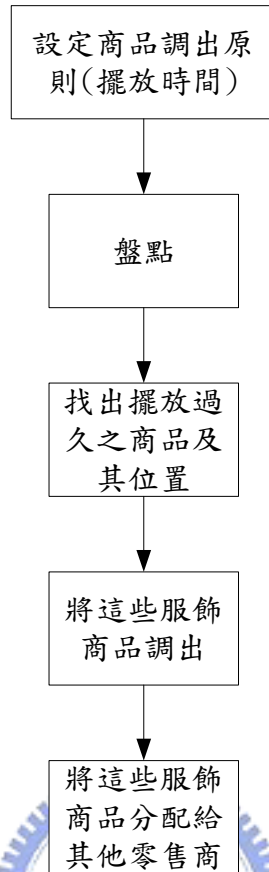 設定商品調出原
則(擺放時間)
盤點
找出擺放過
久之商品及
其位置
將這些服飾
商品調出
將這些服飾
商品分配給
其他零售商